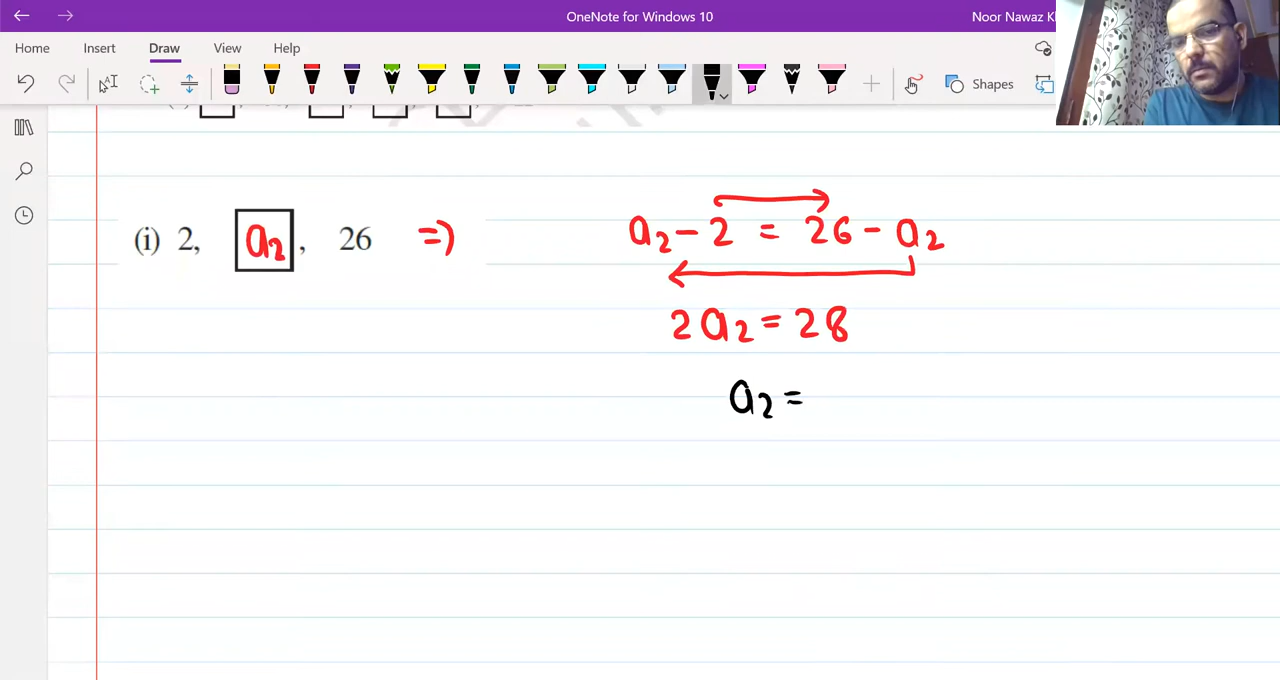 OneNote for Windows 10
Noor Nawaz
Home Insert Draw View Help
Shapes
(i) 2, a₂, 26 ⇒ a₂ − 2 = 26 − a₂
2a₂ = 28
a₂ =